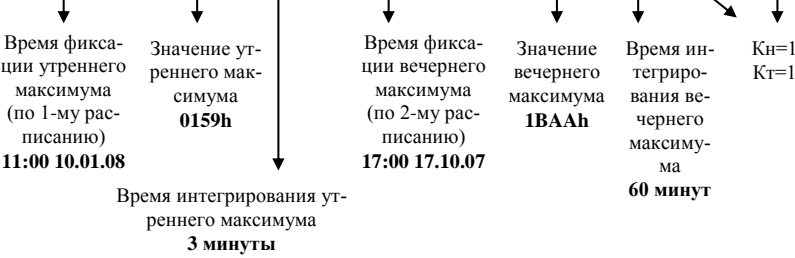 Время фикса-
ции утреннего
максимума
(по 1-му рас-
писанию)
11:00 10.01.08
Значение ут-
реннего мак-
симума
0159h
Время фикса-
ции вечернего
максимума
(по 2-му рас-
писанию)
17:00 17.10.07
Значение
вечернего
максимума
1BAAh
Время ин-
тегриро-
вания ве-
чернего
максиму-
ма
60 минут
Кн=1
Кт=1
Время интегрирования ут-
реннего максимума
3 минуты